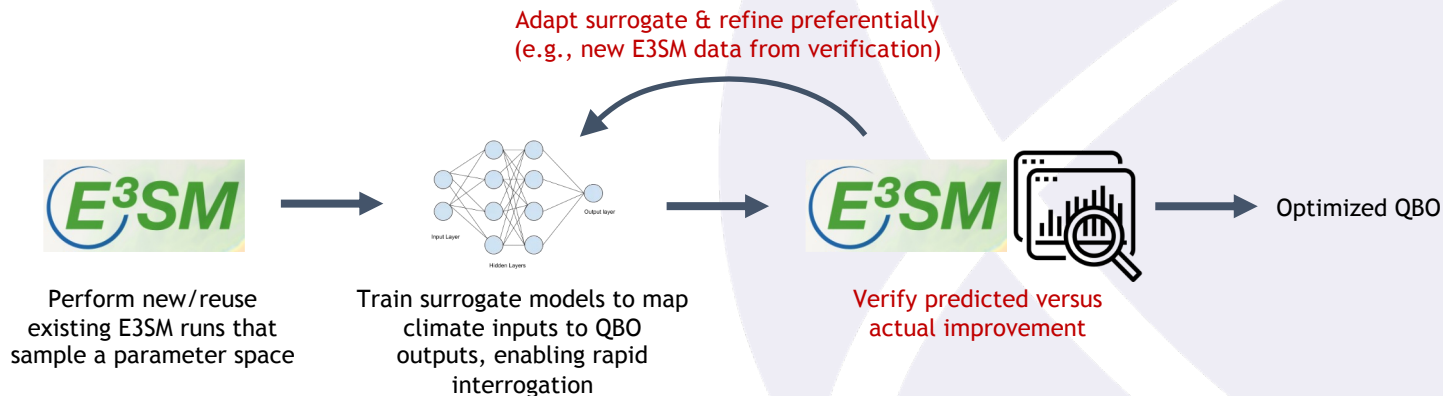 Adapt surrogate & refine preferentially
(e.g., new E3SM data from verification)
E³SM
Perform new/reuse
existing E3SM runs that
sample a parameter space
Input Layer
Hidden Layers
Output layer
Train surrogate models to map
climate inputs to QBO
outputs, enabling rapid
interrogation
E³SM
Verify predicted versus
actual improvement
Optimized QBO